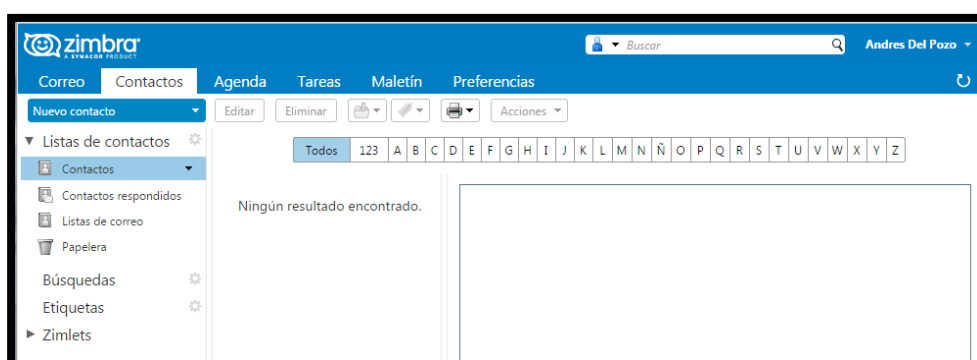 zimbra
A SYNACOR PRODUCT
Buscar
Andres Del Pozo
Correo Contactos Agenda Tareas Maletín Preferencias
Nuevo contacto Editar Eliminar Acciones
Listas de contactos
Todos 123 A B C D E F G H I J K L M N Ñ O P Q R S T U V W X Y Z
Contactos
Contactos respondidos
Ningún resultado encontrado.
Listas de correo
Papelera
Búsquedas
Etiquetas
Zimlets